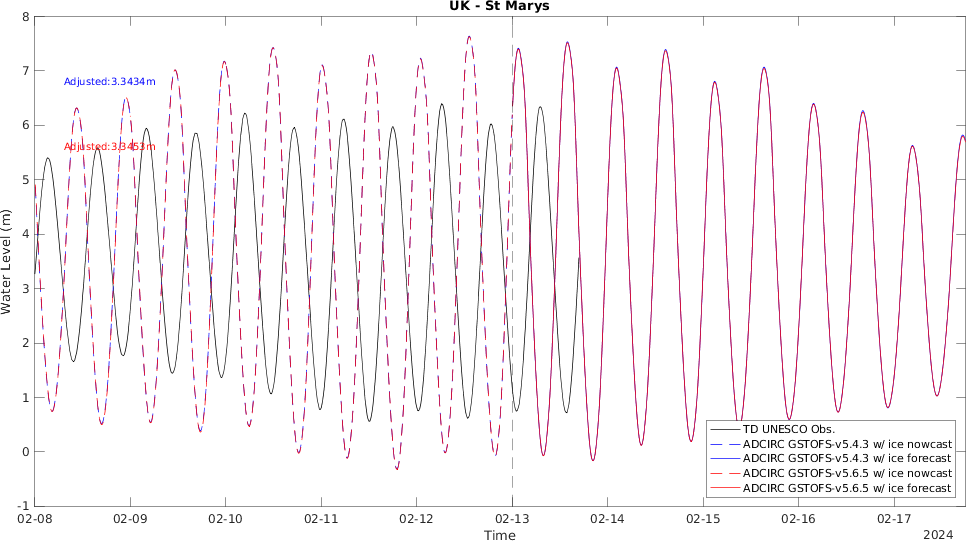 UK - St Marys
8
7
6
5
4
3
2
1
0
-1
Water Level (m)
Adjusted:3.3434m
Adjusted:3.3453m
TD UNESCO Obs.
ADCIRC GSTOFS-v5.4.3 w/ ice nowcast
ADCIRC GSTOFS-v5.4.3 w/ ice forecast
ADCIRC GSTOFS-v5.6.5 w/ ice nowcast
ADCIRC GSTOFS-v5.6.5 w/ ice forecast
02-08 02-09 02-10 02-11 02-12 02-13 02-14 02-15 02-16 02-17
Time
2024